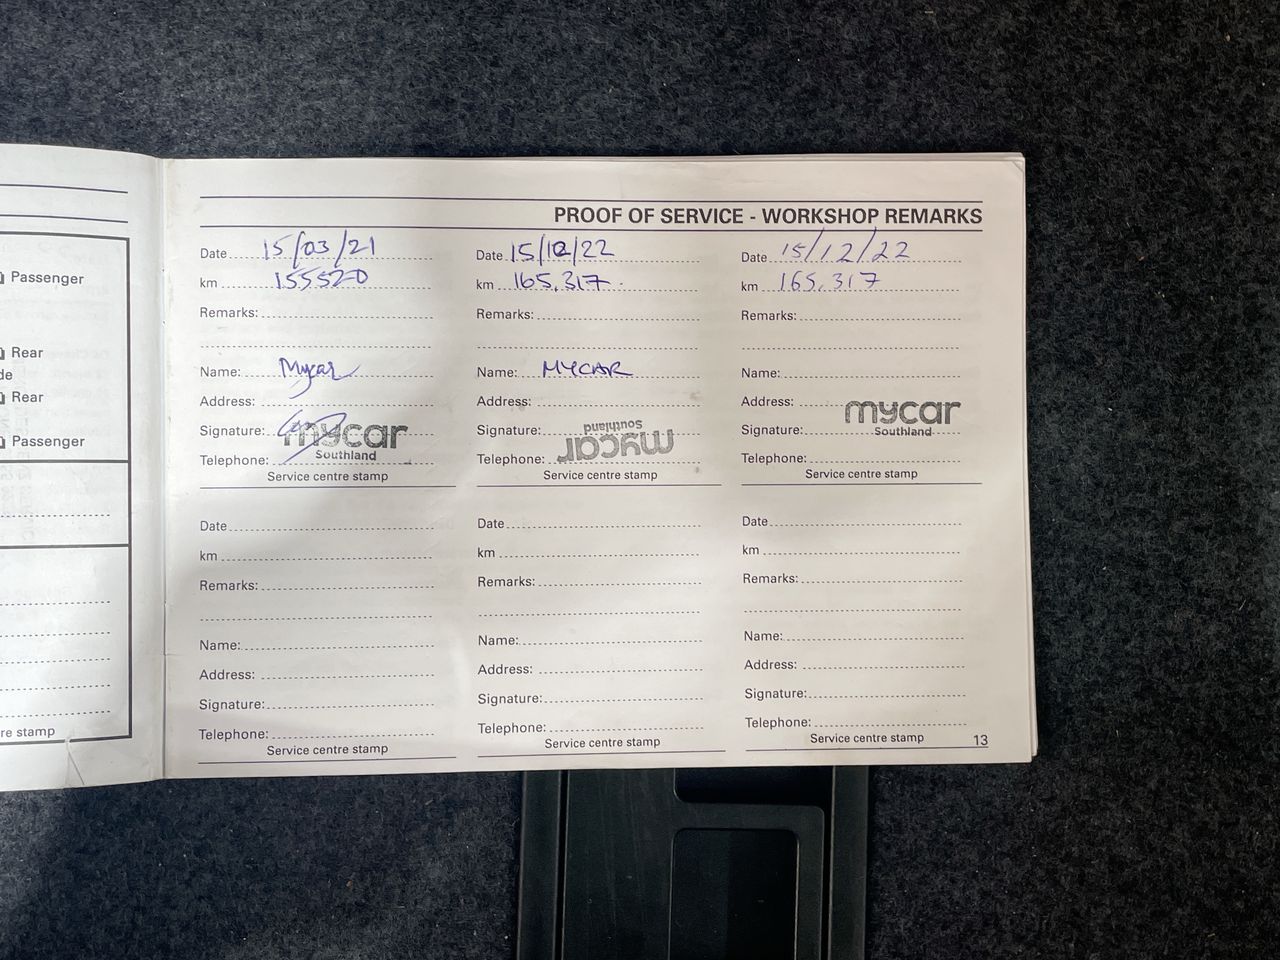 Passenger
Rear
de
Rear
Passenger
re stamp
PROOF OF SERVICE - WORKSHOP REMARKS
Date 15/03/21
km 155520
Remarks:
Name: Mycar
Address:
Signature: mycar
Southland
Telephone:
Service centre stamp
Date 15/12/22
km 165,317
Remarks:
Name: MYCAR
Address:
Signature: Southland
mycar
Telephone:
Service centre stamp
Date 15/12/22
km 165,317
Remarks:
Name:
Address: mycar
Signature: Southland
Telephone:
Service centre stamp
Date
km
Remarks:
Name:
Address:
Signature:
Telephone:
Service centre stamp
Date
km
Remarks:
Name:
Address:
Signature:
Telephone:
Service centre stamp
Date
km
Remarks:
Name:
Address:
Signature:
Telephone:
Service centre stamp
13